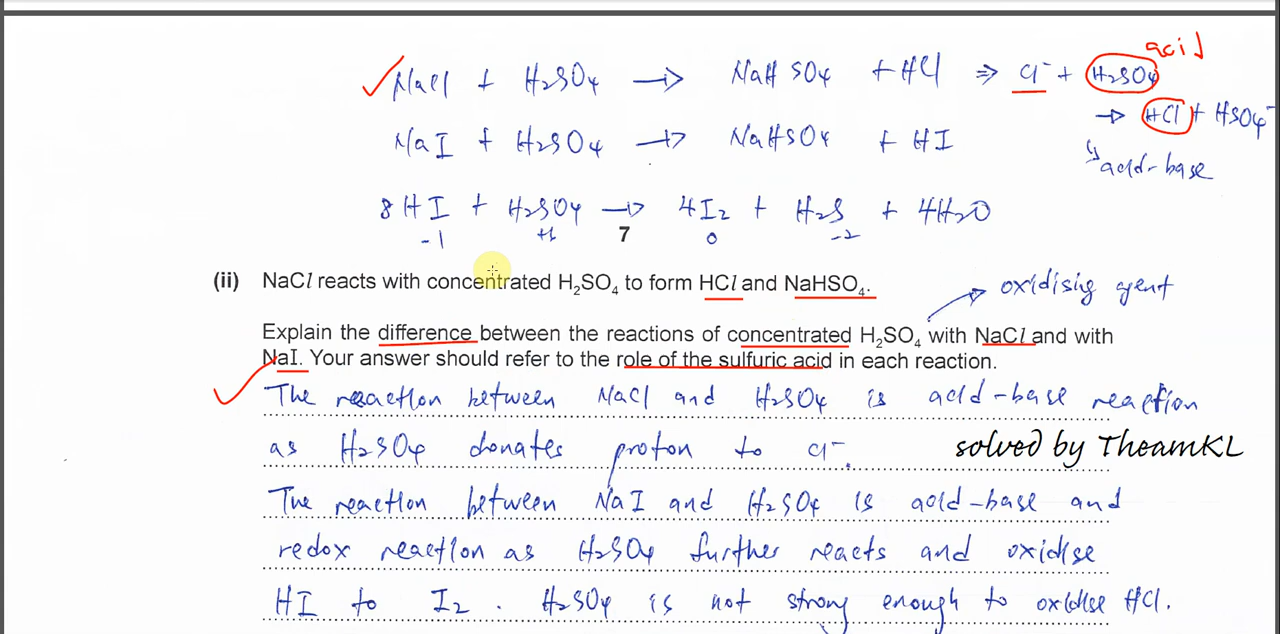 acid
NaCl + H₂SO₄ → NaHSO₄ + HCl ⇒ Cl⁻ + H₂SO₄
→ HCl + HSO₄⁻
NaI + H₂SO₄ → NaHSO₄ + HI
↳ acid-base
8HI + H₂SO₄ → 4I₂ + H₂S + 4H₂O
-1 +6 7 0 -2
(ii) NaCl reacts with concentrated H₂SO₄ to form HCl and NaHSO₄.
oxidising agent
Explain the difference between the reactions of concentrated H₂SO₄ with NaCl and with
NaI. Your answer should refer to the role of the sulfuric acid in each reaction.
The reaction between NaCl and H₂SO₄ is acid-base reaction
as H₂SO₄ donates proton to Cl⁻.
solved by TheamKL
The reaction between NaI and H₂SO₄ is acid-base and
redox reaction as H₂SO₄ further reacts and oxidise
HI to I₂. H₂SO₄ is not strong enough to oxidise HCl.